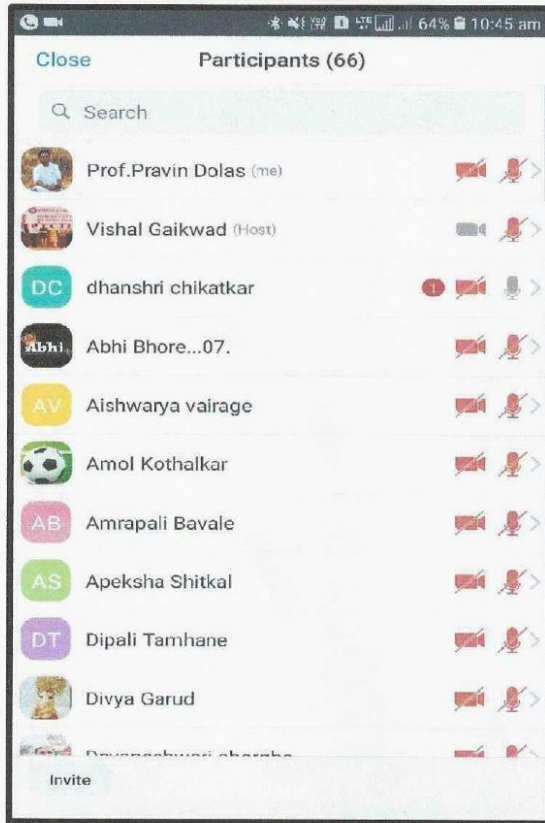 64% 10:45 am
Close Participants (66)
Search
Prof.Pravin Dolas (me)
Vishal Gaikwad (Host)
DC dhanshri chikatkar 1
Abhi Abhi Bhore...07.
AV Aishwarya vairage
Amol Kothalkar
AB Amrapali Bavale
AS Apeksha Shitkal
DT Dipali Tamhane
Divya Garud
Invite